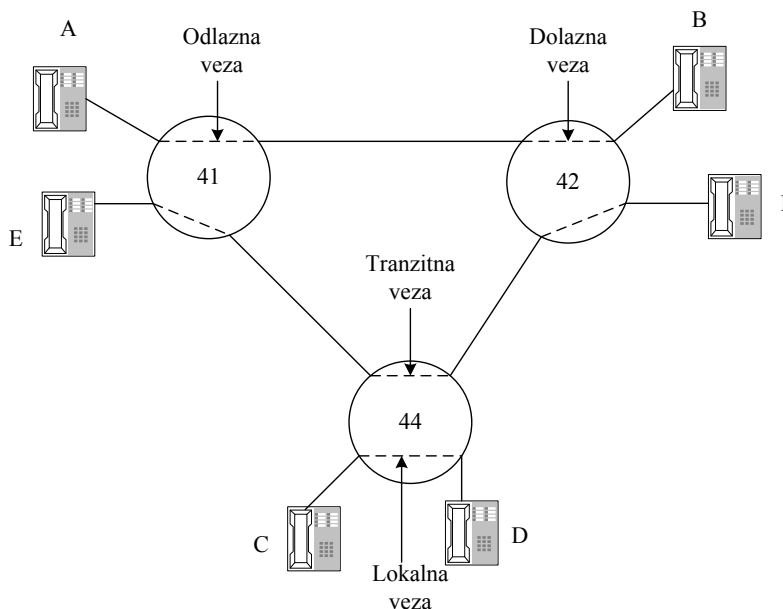 A
Odlazna
veza
Dolazna
veza
B
41
42
E
Tranzitna
veza
44
C
D
Lokalna
veza